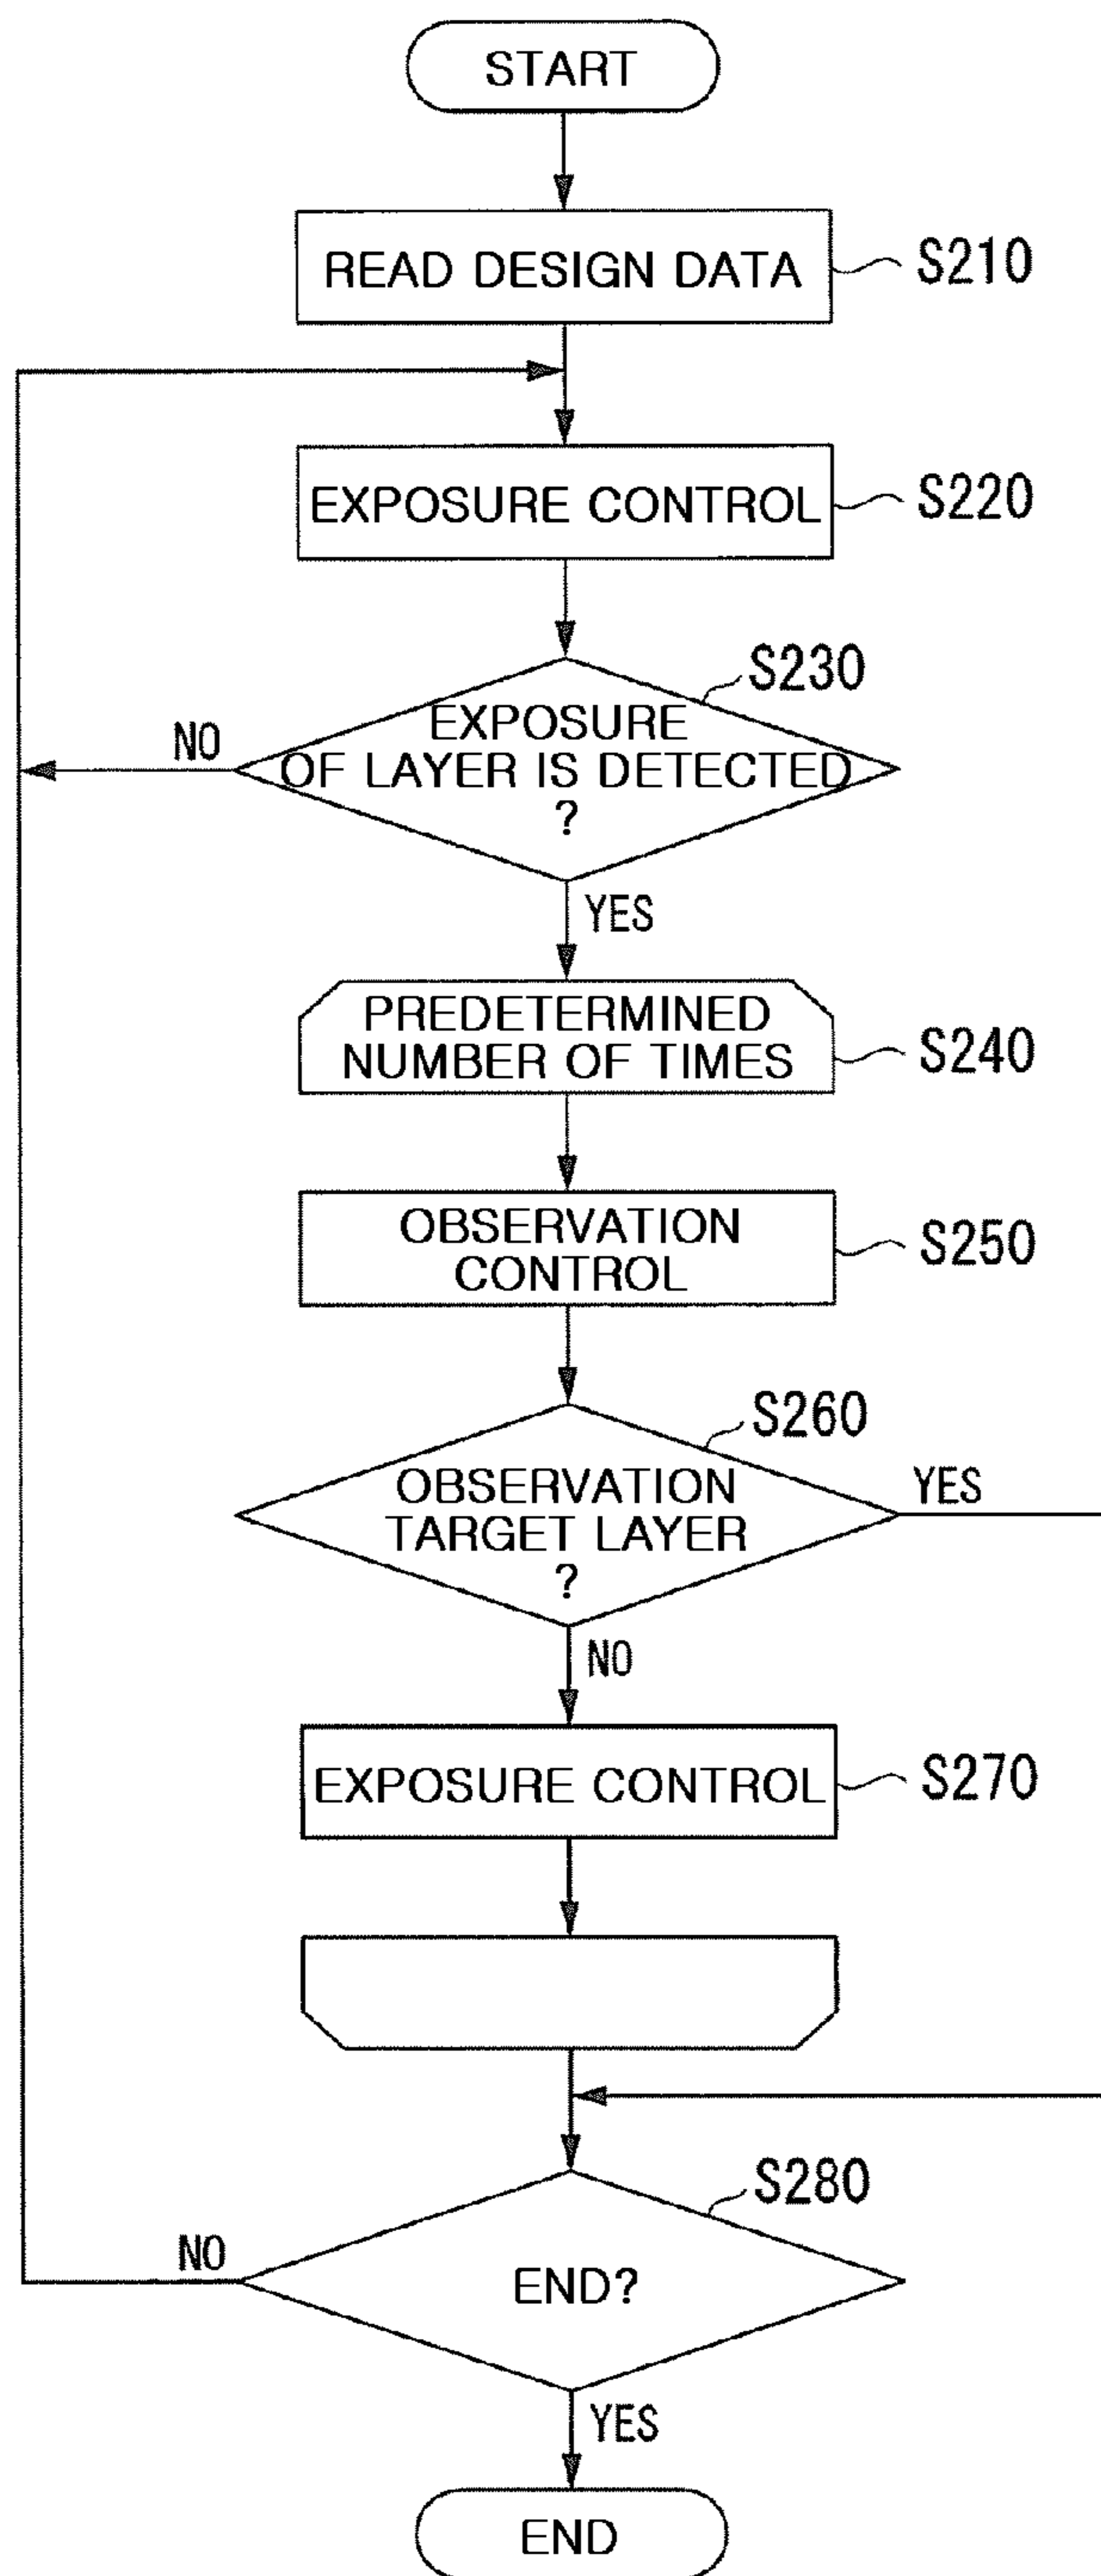 START
READ DESIGN DATA
S210
EXPOSURE CONTROL
S220
S230
EXPOSURE
OF LAYER IS DETECTED
?
NO
YES
PREDETERMINED
NUMBER OF TIMES
S240
OBSERVATION
CONTROL
S250
S260
OBSERVATION
TARGET LAYER
?
YES
NO
EXPOSURE CONTROL
S270
S280
END?
NO
YES
END